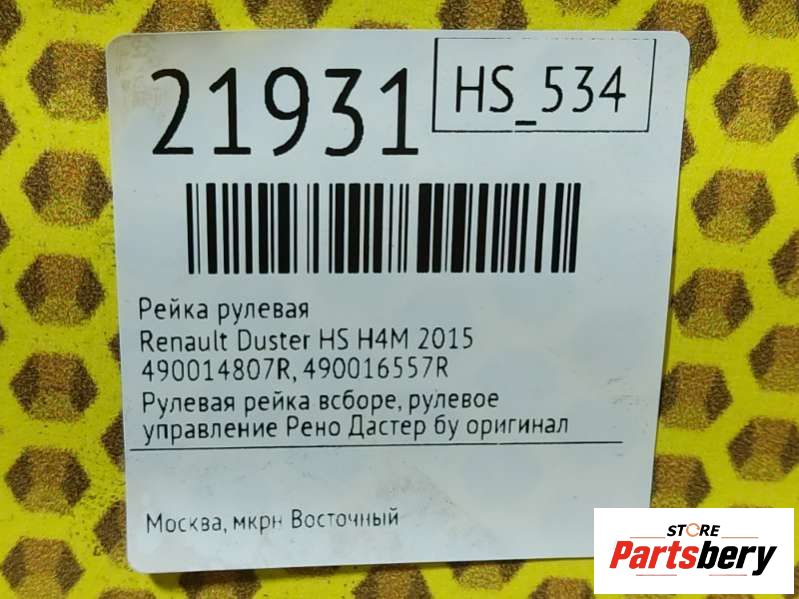 21931
HS_534
Рейка рулевая
Renault Duster HS H4M 2015
490014807R, 490016557R
Рулевая рейка всборе, рулевое
управление Рено Дастер бу оригинал
Москва, мкрн Восточный
STORE
Partsbery